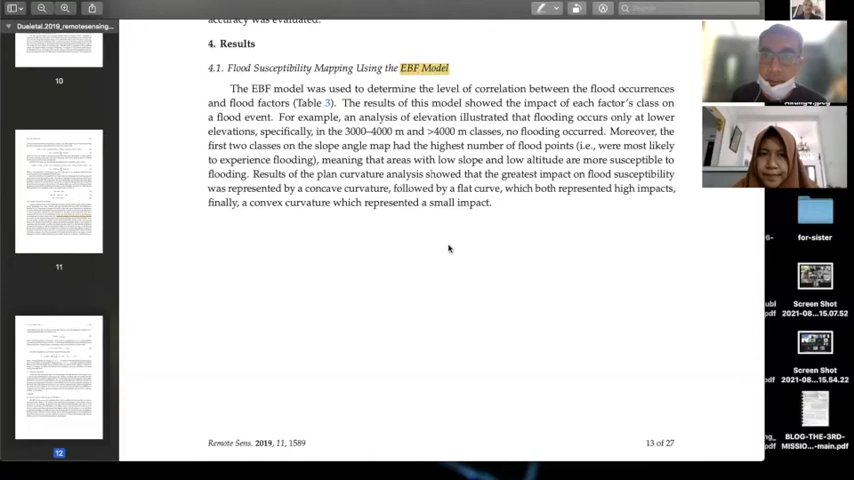 Duaietal.2019_remotesensing...
Search
accuracy was evaluated.
4. Results
4.1. Flood Susceptibility Mapping Using the EBF Model
The EBF model was used to determine the level of correlation between the flood occurrences
and flood factors (Table 3). The results of this model showed the impact of each factor's class on
a flood event. For example, an analysis of elevation illustrated that flooding occurs only at lower
elevations, specifically, in the 3000–4000 m and >4000 m classes, no flooding occurred. Moreover, the
first two classes on the slope angle map had the highest number of flood points (i.e., were most likely
to experience flooding), meaning that areas with low slope and low altitude are more susceptible to
flooding. Results of the plan curvature analysis showed that the greatest impact on flood susceptibility
was represented by a concave curvature, followed by a flat curve, which both represented high impacts,
finally, a convex curvature which represented a small impact.
Remote Sens. 2019, 11, 1589
13 of 27
10
11
12
for-sister
Screen Shot
2021-08...15.07.52
Screen Shot
2021-08...15.54.22
BLOG-THE-3RD-
MISSIO...-main.pdf